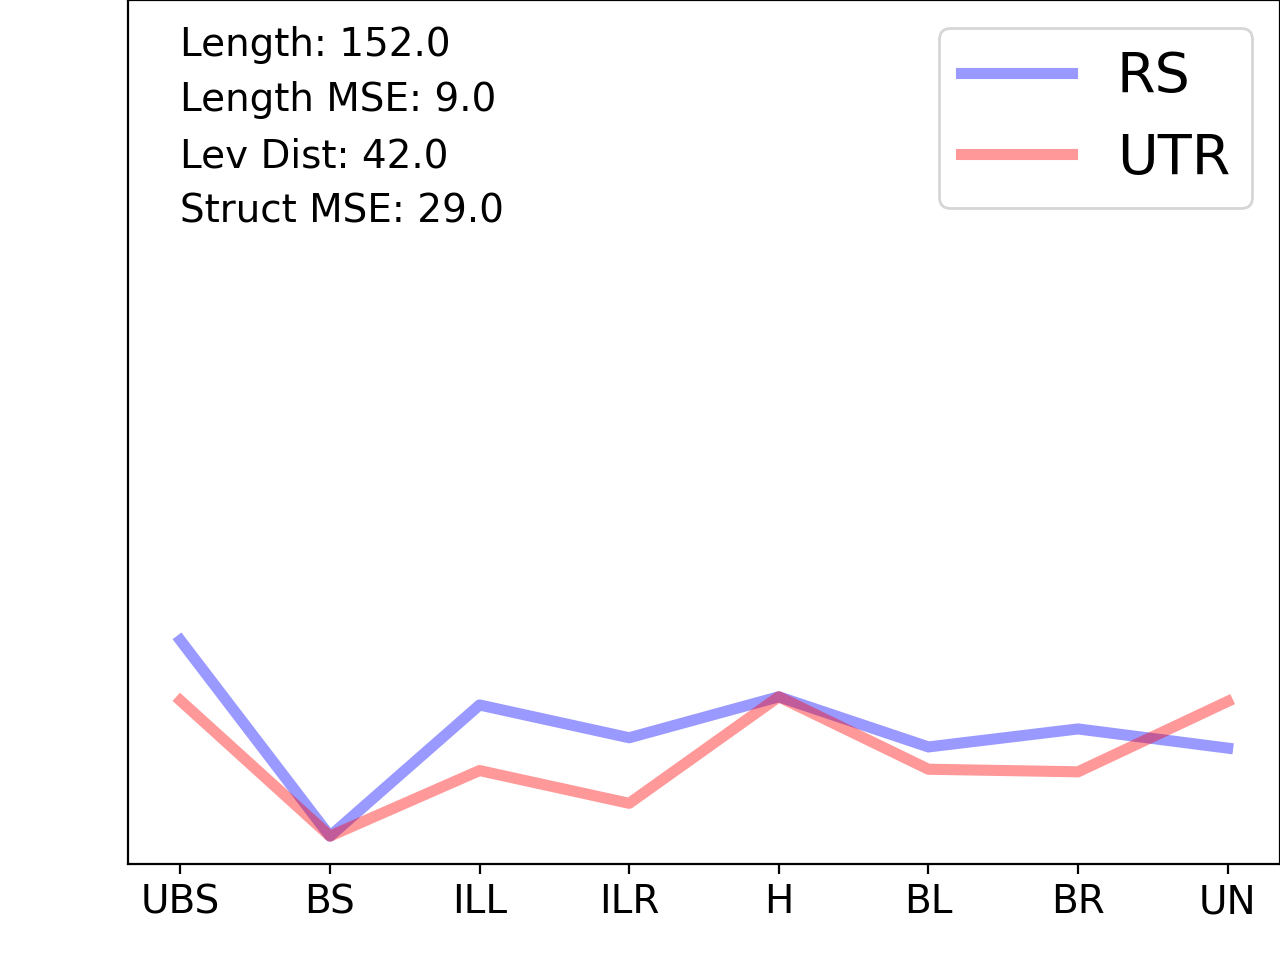 Length: 152.0
Length MSE: 9.0
Lev Dist: 42.0
Struct MSE: 29.0
RS
UTR
UBS BS ILL ILR H BL BR UN